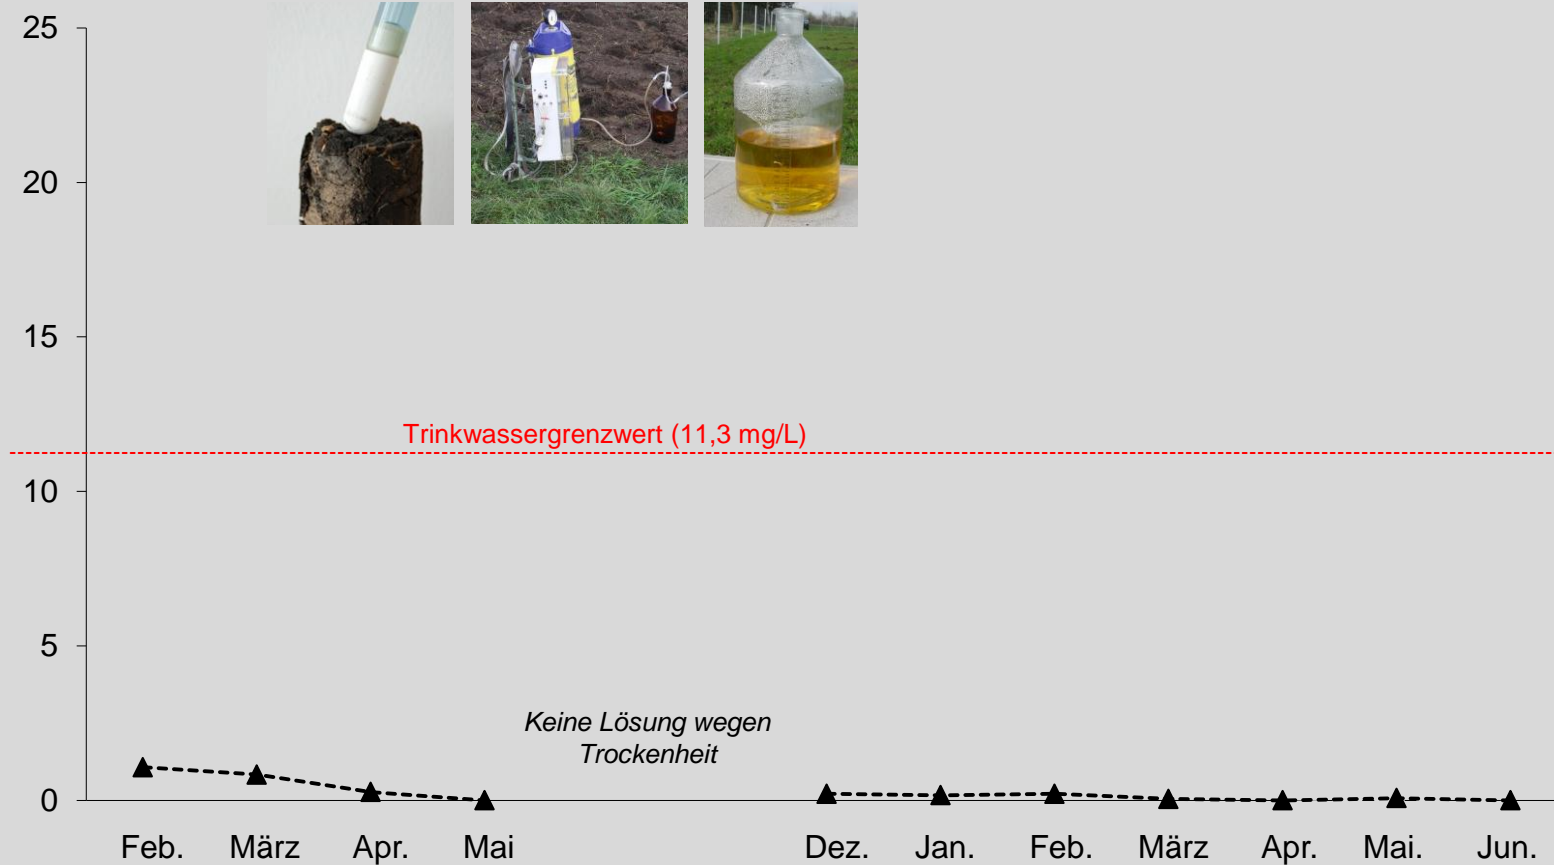 25
20
15
Trinkwassergrenzwert (11,3 mg/L)
10
5
Keine Lösung wegen
Trockenheit
0
Feb. März Apr. Mai Dez. Jan. Feb. März Apr. Mai. Jun.